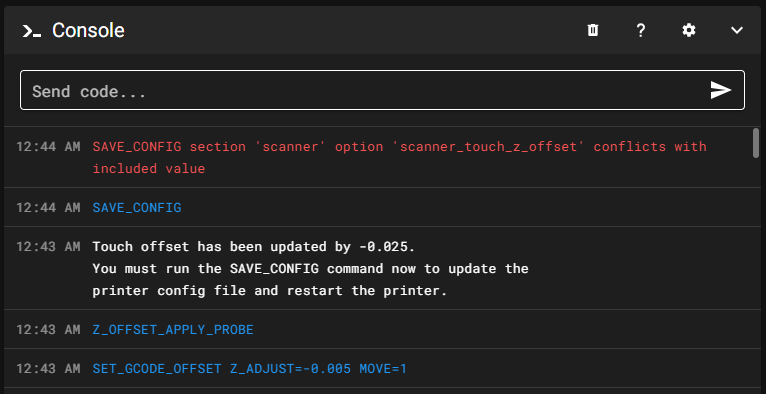 Console
Send code...
12:44 AM SAVE_CONFIG section 'scanner' option 'scanner_touch_z_offset' conflicts with
included value
12:44 AM SAVE_CONFIG
12:43 AM Touch offset has been updated by -0.025.
You must run the SAVE_CONFIG command now to update the
printer config file and restart the printer.
12:43 AM Z_OFFSET_APPLY_PROBE
12:43 AM SET_GCODE_OFFSET Z_ADJUST=-0.005 MOVE=1